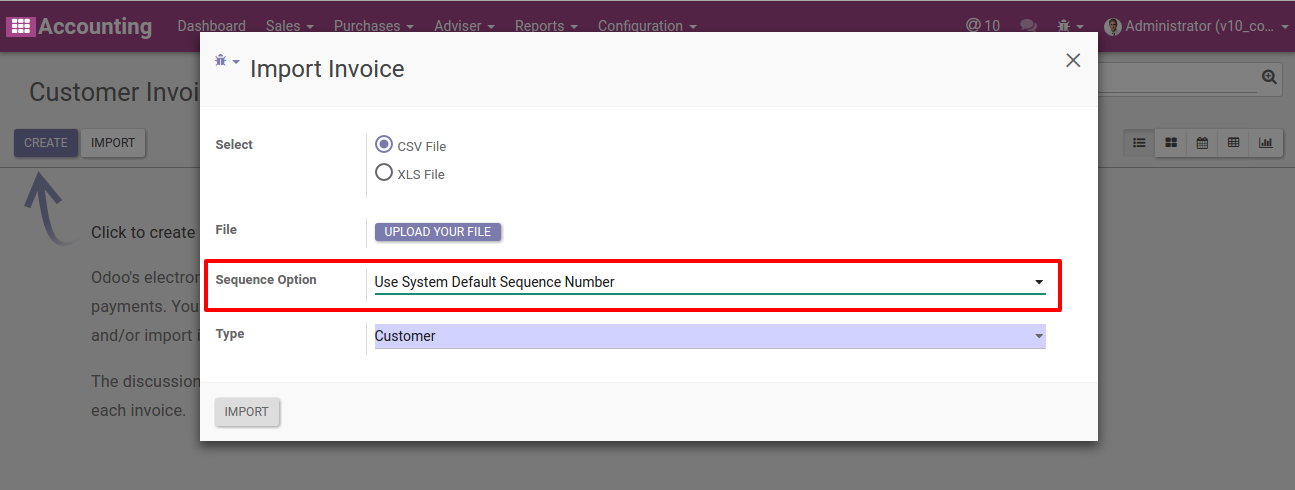 Accounting Dashboard Sales Purchases Adviser Reports Configuration @ 10 Administrator (v10_co...
Import Invoice
Customer Invoi
CREATE IMPORT
Select
CSV File
XLS File
File
UPLOAD YOUR FILE
Click to create
Odoo's electron
payments. You
and/or import i
The discussion
each invoice.
Sequence Option
Use System Default Sequence Number
Type
Customer
IMPORT